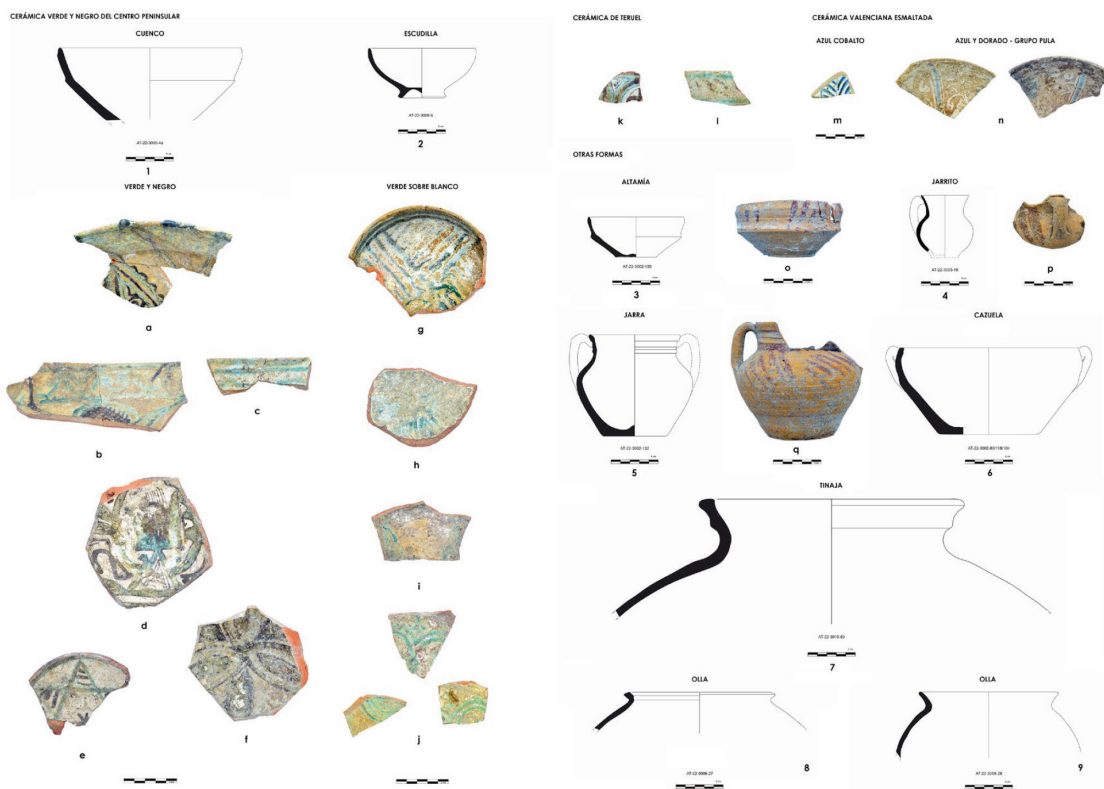 CERÁMICA VERDE Y NEGRO DEL CENTRO PENINSULAR
CUENCO
ESCUDILLA
1
2
VERDE Y NEGRO
VERDE SOBRE BLANCO
a
g
b
c
h
d
i
e
f
j
CERÁMICA DE TERUEL
CERÁMICA VALENCIANA ESMALTADA
AZUL COBALTO
AZUL Y DORADO - GRUPO PULA
k
l
m
n
OTRAS FORMAS
ALTAMÍA
JARRITO
3
o
4
p
JARRA
CAZUELA
5
q
6
TINAJA
7
OLLA
OLLA
8
9